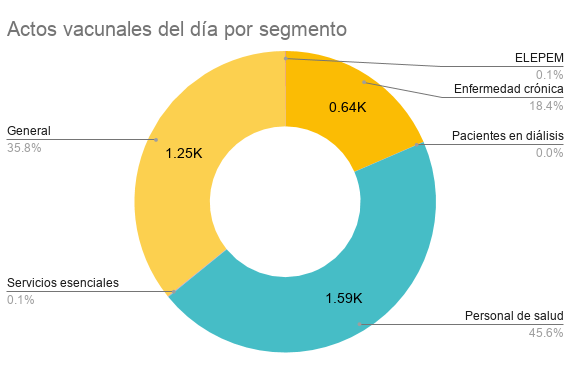 Actos vacunales del día por segmento
ELEPEM
0.1%
Enfermedad crónica
18.4%
0.64K
General
35.8%
1.25K
Pacientes en diálisis
0.0%
Servicios esenciales
0.1%
1.59K
Personal de salud
45.6%